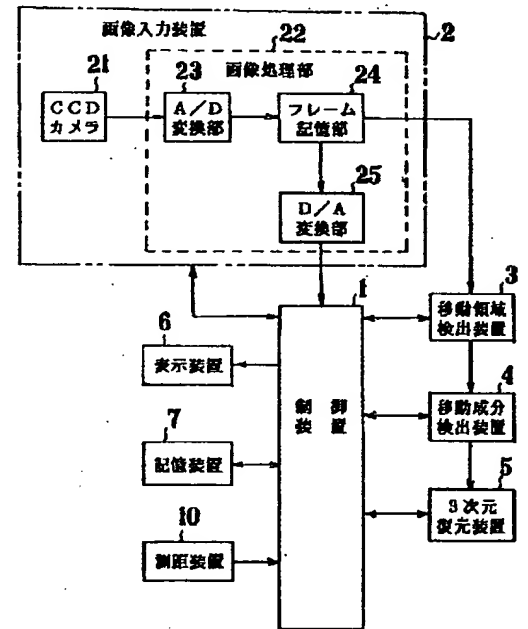 画像入力装置
2
22
画像処理部
21
CCD
カメラ
23
A/D
変換部
24
フレーム
記憶部
25
D/A
変換部
1
制御
装置
3
移動領域
検出装置
4
移動成分
検出装置
5
3次元
復元装置
6
表示装置
7
記憶装置
10
測距装置